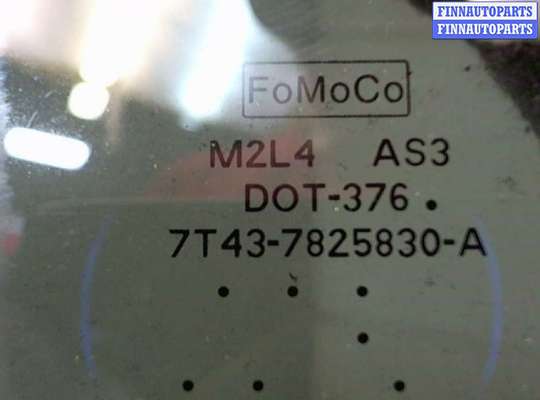 FINNAUTOPARTS
FINNAUTOPARTS
FoMoCo
M2L4 AS3
DOT-376
7T43-7825830-A